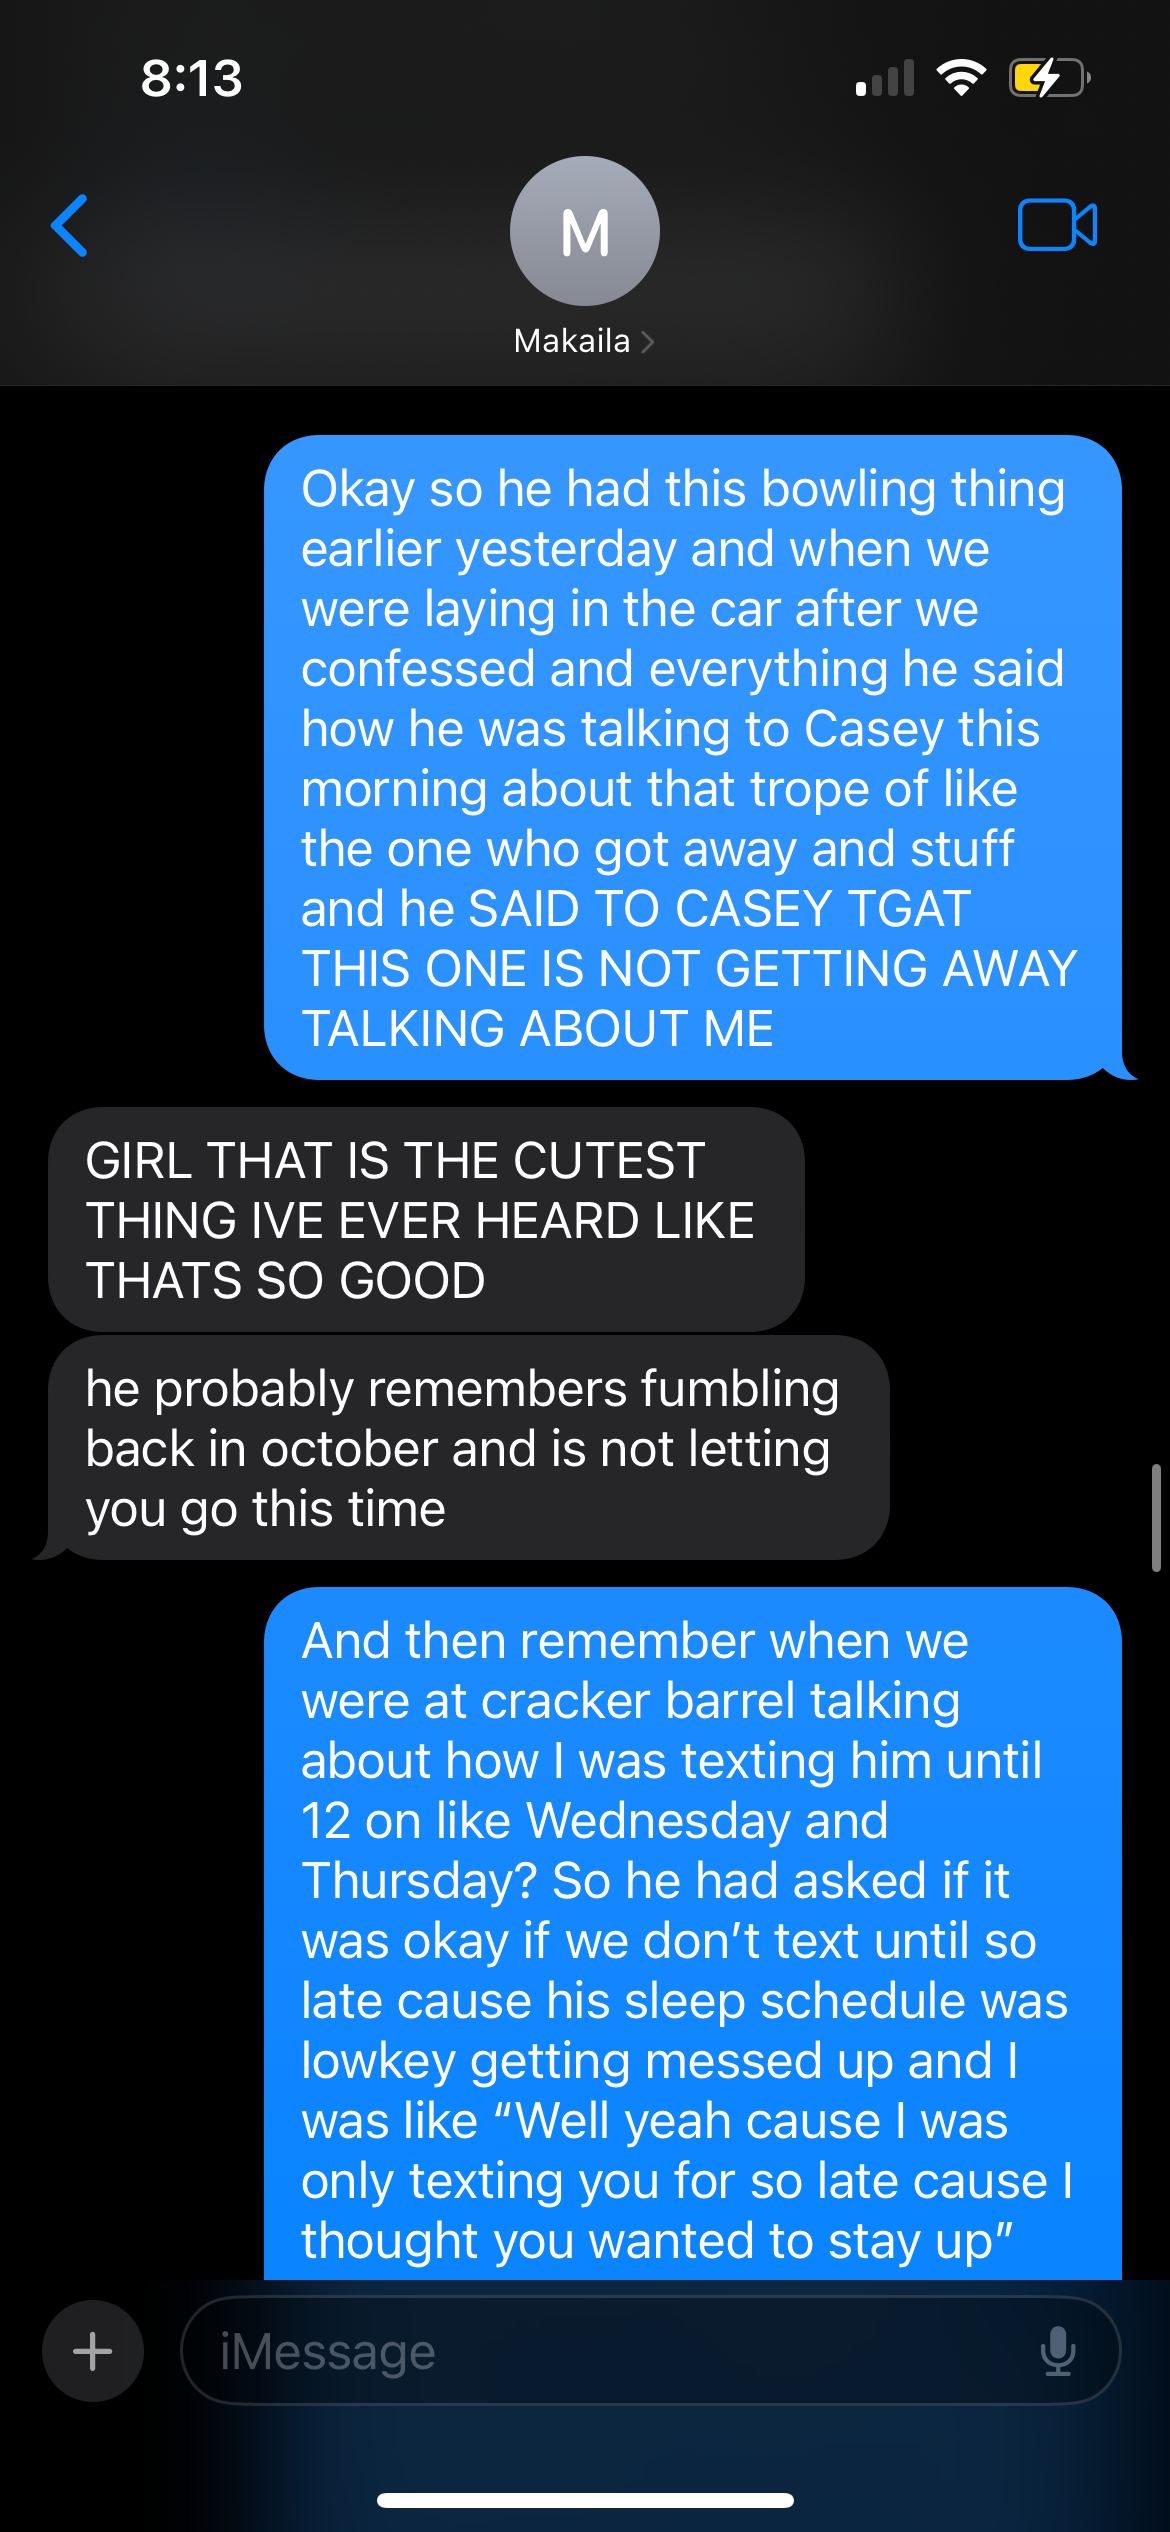 8:13
M
Makaila
Okay so he had this bowling thing
earlier yesterday and when we
were laying in the car after we
confessed and everything he said
how he was talking to Casey this
morning about that trope of like
the one who got away and stuff
and he SAID TO CASEY TGAT
THIS ONE IS NOT GETTING AWAY
TALKING ABOUT ME
GIRL THAT IS THE CUTEST
THING IVE EVER HEARD LIKE
THATS SO GOOD
he probably remembers fumbling
back in october and is not letting
you go this time
And then remember when we
were at cracker barrel talking
about how I was texting him until
12 on like Wednesday and
Thursday? So he had asked if it
was okay if we don’t text until so
late cause his sleep schedule was
lowkey getting messed up and I
was like “Well yeah cause I was
only texting you for so late cause I
thought you wanted to stay up”
iMessage